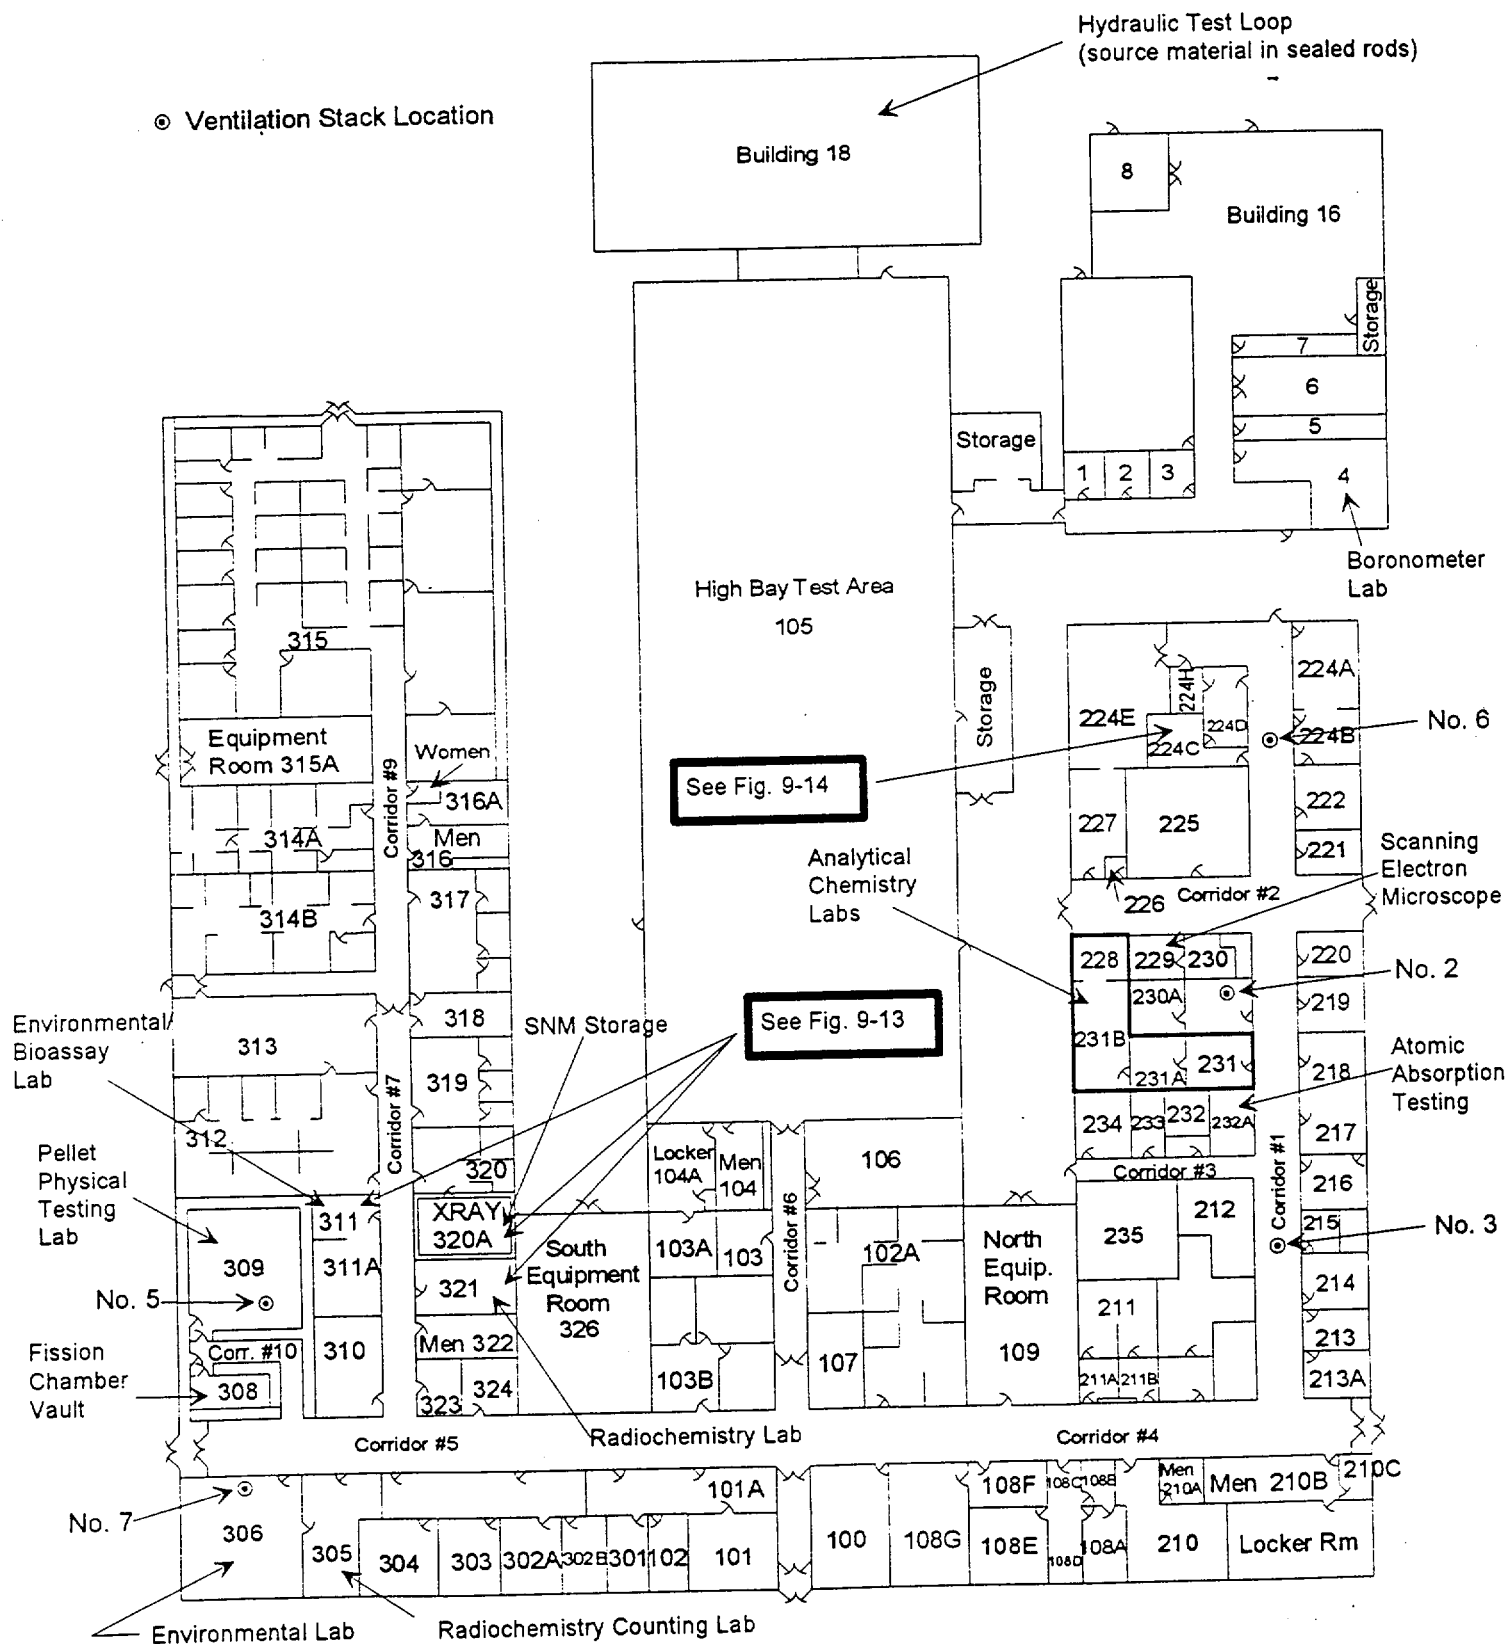 Hydraulic Test Loop
(source material in sealed rods)
Ventilation Stack Location
Building 18
8
Building 16
Storage
7
6
5
4
Storage
1 2 3
Boronometer
Lab
High Bay Test Area
105
Storage
315
Equipment
Room 315A
Corridor #9
Women
316A
Men
316
314A
317
314B
224A
224H
224E
224D
224C
224B
No. 6
See Fig. 9-14
222
227
225
221
Analytical
Chemistry
Labs
Scanning
Electron
Microscope
226
Corridor #2
228
229
230
220
No. 2
230A
219
231B
231A
231
218
Atomic
Absorption
Testing
318
SNM Storage
See Fig. 9-13
Environmental
Bioassay
Lab
313
Corridor #7
319
312
320
Pellet
Physical
Testing
Lab
Locker
104A
Men
104
106
234
233
232
232A
217
Corridor #3
Corridor #1
216
311
XRAY
320A
Corridor #6
212
215
No. 3
309
311A
South
Equipment
Room
326
103A
103
102A
North
Equip.
Room
109
235
321
214
No. 5
211
Corr. #10
310
Men 322
107
213
Fission
Chamber
Vault
308
323
324
103B
211A
211B
213A
Corridor #5
Radiochemistry Lab
Corridor #4
101A
108F
108C
108B
Men
210A
Men 210B
210C
No. 7
306
305
304
303
302A
302B
301
102
101
100
108G
108E
108D
108A
210
Locker Rm
Environmental Lab
Radiochemistry Counting Lab